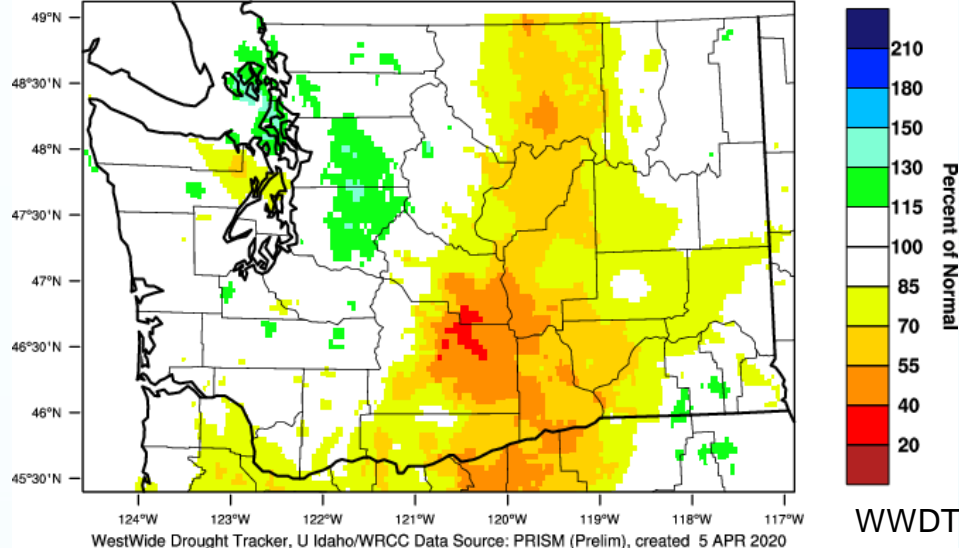 49°N
48°30'N
48°N
47°30'N
47°N
46°30'N
46°N
45°30'N
124°W 123°W 122°W 121°W 120°W 119°W 118°W 117°W
WestWide Drought Tracker, U Idaho/WRCC Data Source: PRISM (Prelim), created 5 APR 2020
210
180
150
130
115
100
85
70
55
40
20
Percent of Normal
WWDT